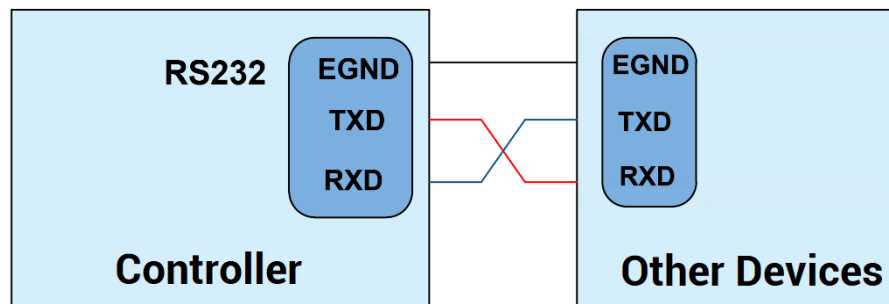 RS232
EGND
TXD
RXD
Controller
EGND
TXD
RXD
Other Devices